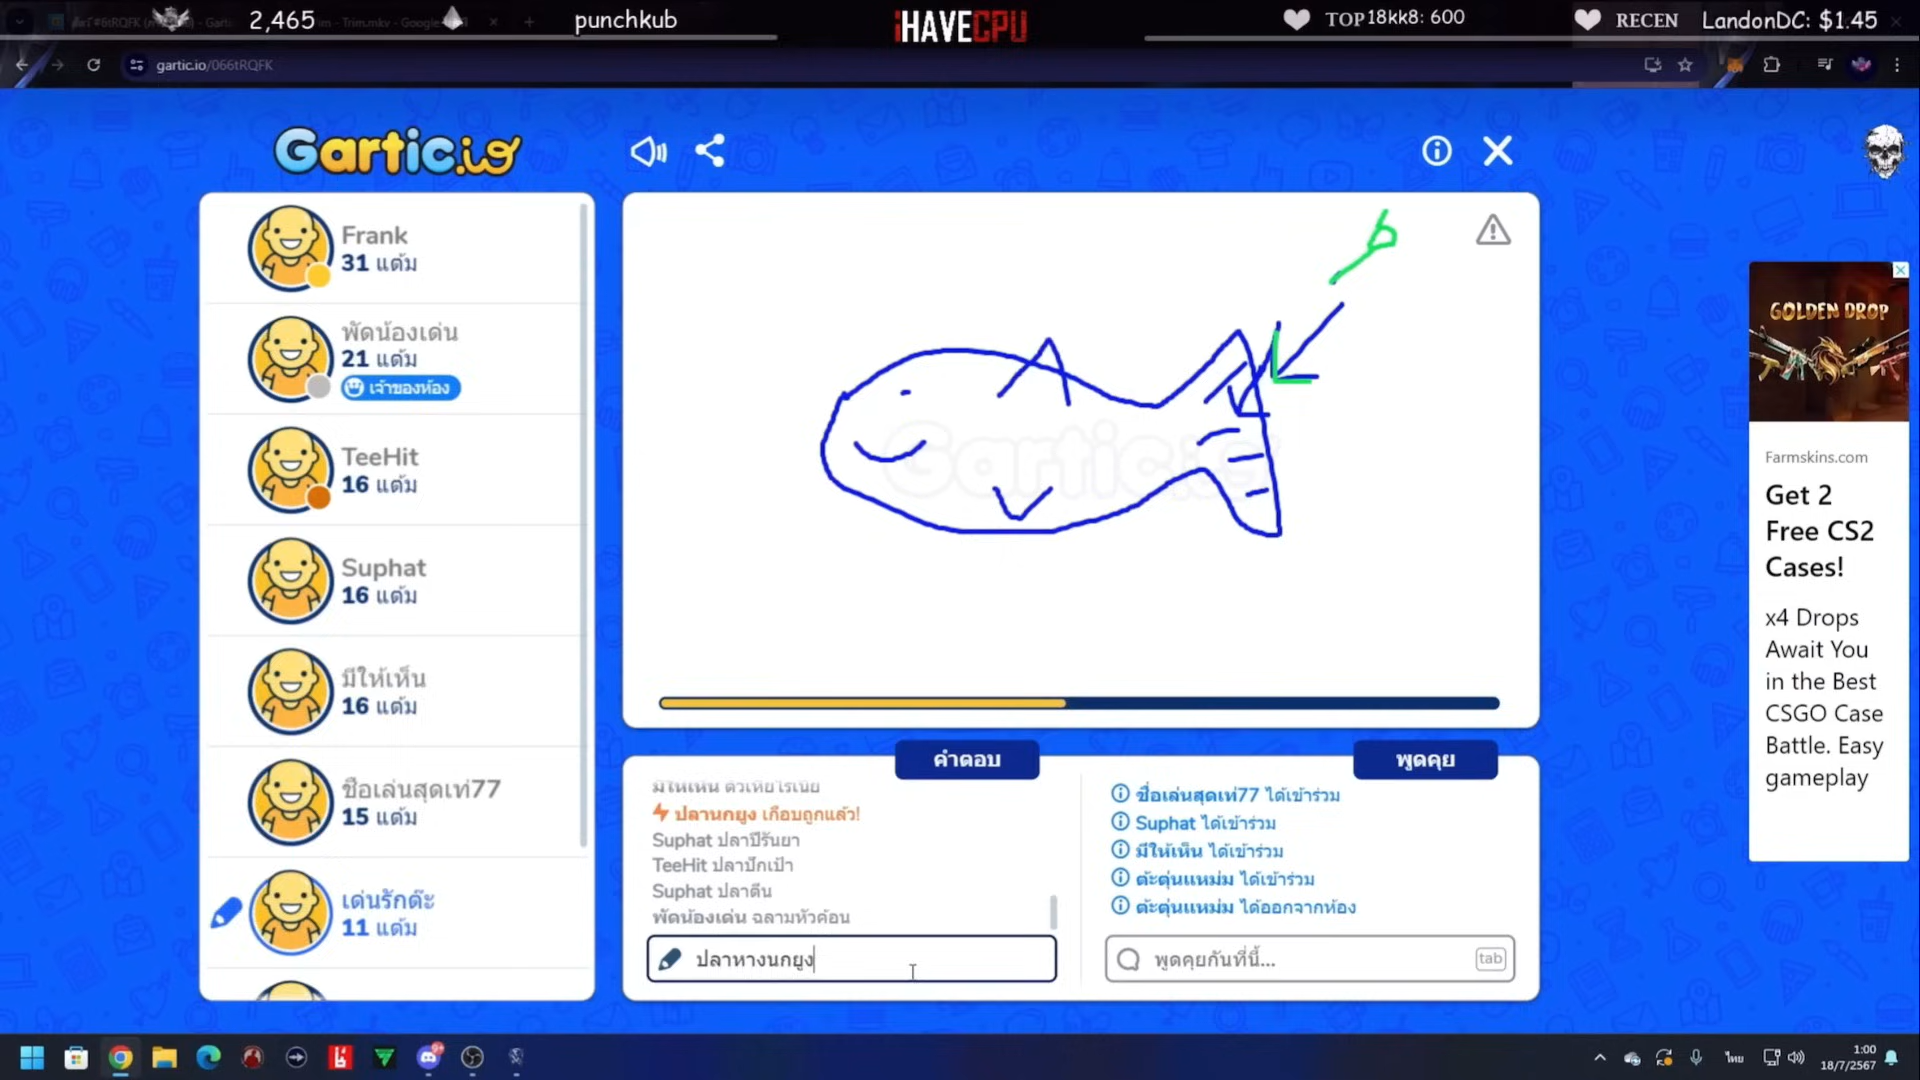 2,465
punchkub
iHAVECPU
TOP18kk8: 600
RECEN
LandonDC: $1.45
gartic.io/066tRQFK
Gartic.io
Frank
31 แต้ม
พัดน้องเด่น
21 แต้ม
เจ้าของห้อง
TeeHit
16 แต้ม
Suphat
16 แต้ม
มีให้เห็น
16 แต้ม
ชื่อเล่นสุดเท่77
15 แต้ม
เด่นรักต๊ะ
11 แต้ม
Gartic.io
คำตอบ
ปลานกยูง เกือบถูกแล้ว!
Suphat ปลาปิรันยา
TeeHit ปลาปักเป้า
Suphat ปลาตีน
พัดน้องเด่น ฉลามหัวค้อน
ปลาหางนกยูง
พูดคุย
ชื่อเล่นสุดเท่77 ได้เข้าร่วม
Suphat ได้เข้าร่วม
มีให้เห็น ได้เข้าร่วม
ต๊ะตุ่นแหม่ม ได้เข้าร่วม
ต๊ะตุ่นแหม่ม ได้ออกจากห้อง
พูดคุยกันที่นี่...
tab
GOLDEN DROP
Farmskins.com
Get 2
Free CS2
Cases!
x4 Drops
Await You
in the Best
CSGO Case
Battle. Easy
gameplay
ไทย
1:00
18/7/2567